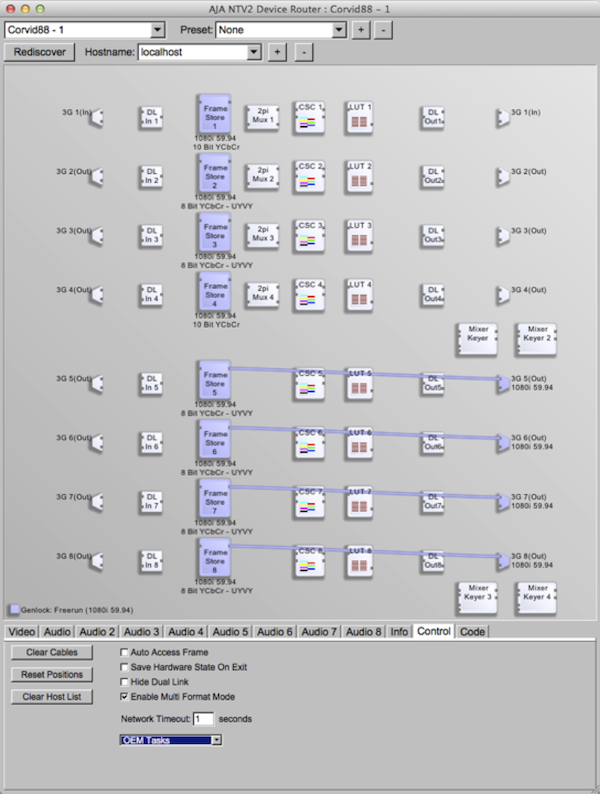 AJA NTV2 Device Router : Corvid88 - 1
Corvid88 - 1 Preset: None + -
Rediscover Hostname: localhost + -
3G 1(In) DL In 1 Frame Store 1 2pi Mux 1 CSC 1 LUT 1 DL Out1 3G 1(In)
1080i 59.94
10 Bit YCbCr
3G 2(Out) DL In 2 Frame Store 2 2pi Mux 2 CSC 2 LUT 2 DL Out2 3G 2(Out)
1080i 59.94
8 Bit YCbCr - UYVY
3G 3(Out) DL In 3 Frame Store 3 2pi Mux 3 CSC 3 LUT 3 DL Out3 3G 3(Out)
1080i 59.94
8 Bit YCbCr - UYVY
3G 4(Out) DL In 4 Frame Store 4 2pi Mux 4 CSC 4 LUT 4 DL Out4 3G 4(Out)
1080i 59.94
10 Bit YCbCr
Mixer Keyer Mixer Keyer 2
3G 5(Out) DL In 5 Frame Store 5 CSC 5 LUT 5 DL Out5 3G 5(Out)
1080i 59.94
1080i 59.94
8 Bit YCbCr - UYVY
3G 6(Out) DL In 6 Frame Store 6 CSC 6 LUT 6 DL Out6 3G 6(Out)
1080i 59.94
1080i 59.94
8 Bit YCbCr - UYVY
3G 7(Out) DL In 7 Frame Store 7 CSC 7 LUT 7 DL Out7 3G 7(Out)
1080i 59.94
1080i 59.94
8 Bit YCbCr - UYVY
3G 8(Out) DL In 8 Frame Store 8 CSC 8 LUT 8 DL Out8 3G 8(Out)
1080i 59.94
1080i 59.94
8 Bit YCbCr - UYVY
Mixer Keyer 3 Mixer Keyer 4
Genlock: Freerun (1080i 59.94)
Video Audio Audio 2 Audio 3 Audio 4 Audio 5 Audio 6 Audio 7 Audio 8 Info Control Code
Clear Cables Auto Access Frame
Save Hardware State On Exit
Reset Positions Hide Dual Link
Clear Host List Enable Multi Format Mode
Network Timeout: 1 seconds
OEM Tasks